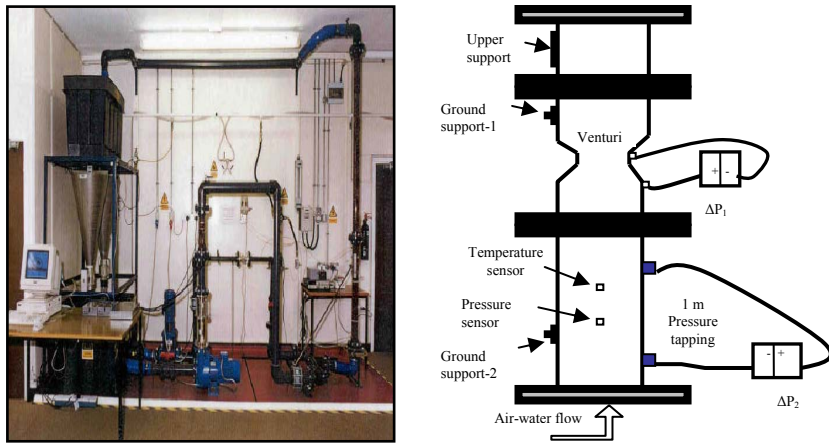 Upper
support
Ground
support-1
Venturi
+ -
ΔP1
Temperature
sensor
Pressure
sensor
1 m
Pressure
tapping
Ground
support-2
- +
ΔP2
Air-water flow